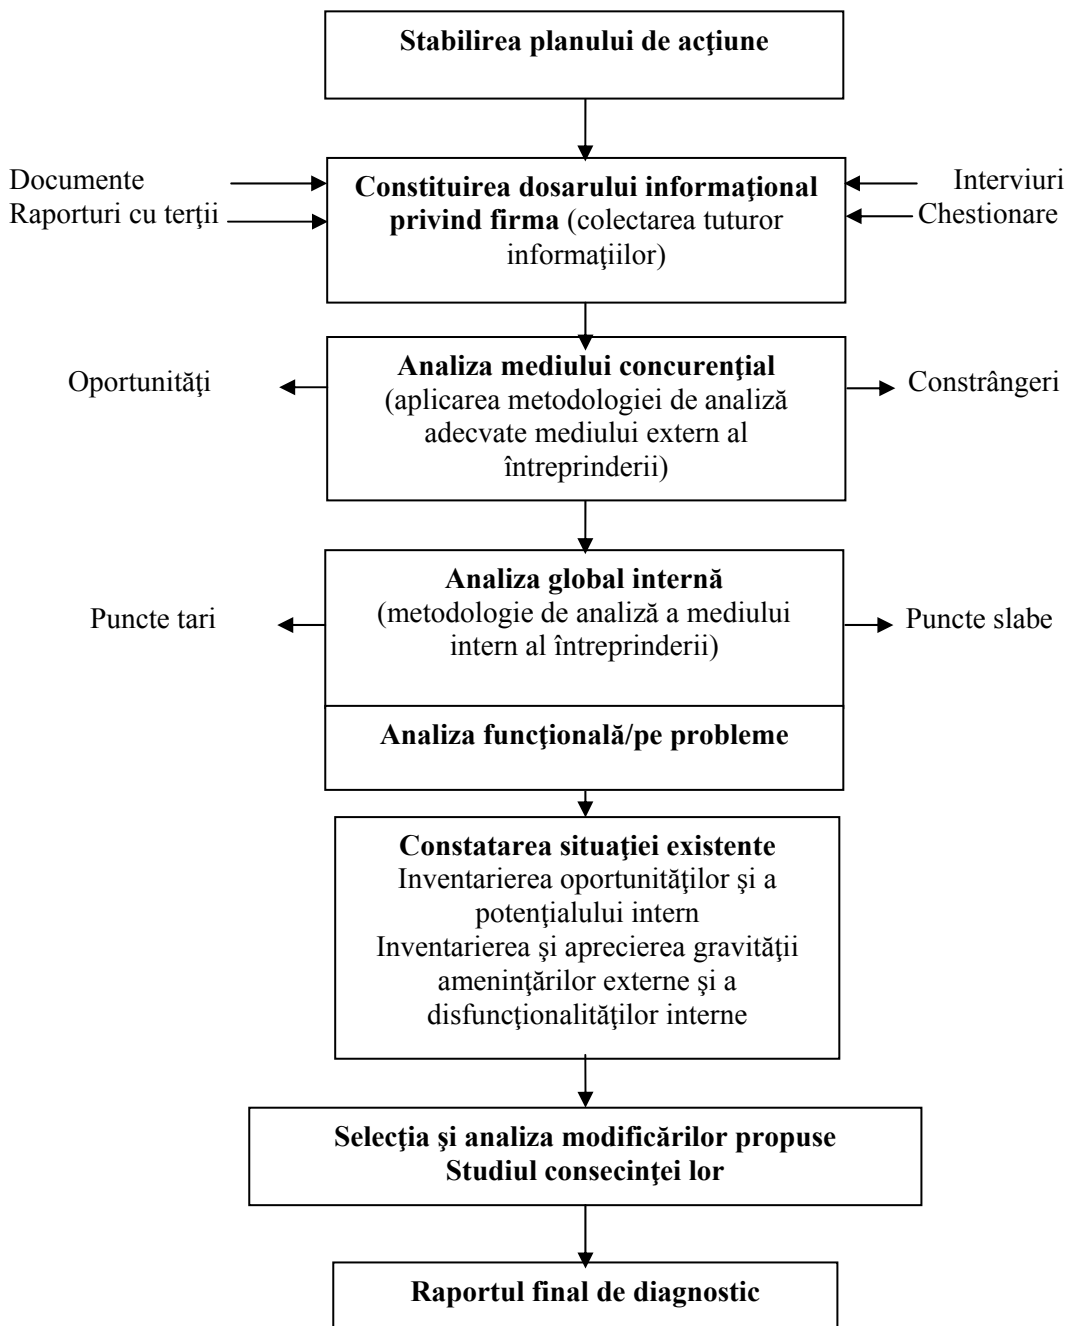 Stabilirea planului de acţiune
Documente
Raporturi cu terţii
Constituirea dosarului informaţional
privind firma (colectarea tuturor
informaţiilor)
Interviuri
Chestionare
Oportunităţi
Analiza mediului concurenţial
(aplicarea metodologiei de analiză
adecvate mediului extern al
întreprinderii)
Constrângeri
Puncte tari
Analiza global internă
(metodologie de analiză a mediului
intern al întreprinderii)
Puncte slabe
Analiza funcţională/pe probleme
Constatarea situaţiei existente
Inventarierea oportunităţilor şi a
potenţialului intern
Inventarierea şi aprecierea gravităţii
ameninţărilor externe şi a
disfuncţionalităţilor interne
Selecţia şi analiza modificărilor propuse
Studiul consecinţei lor
Raportul final de diagnostic